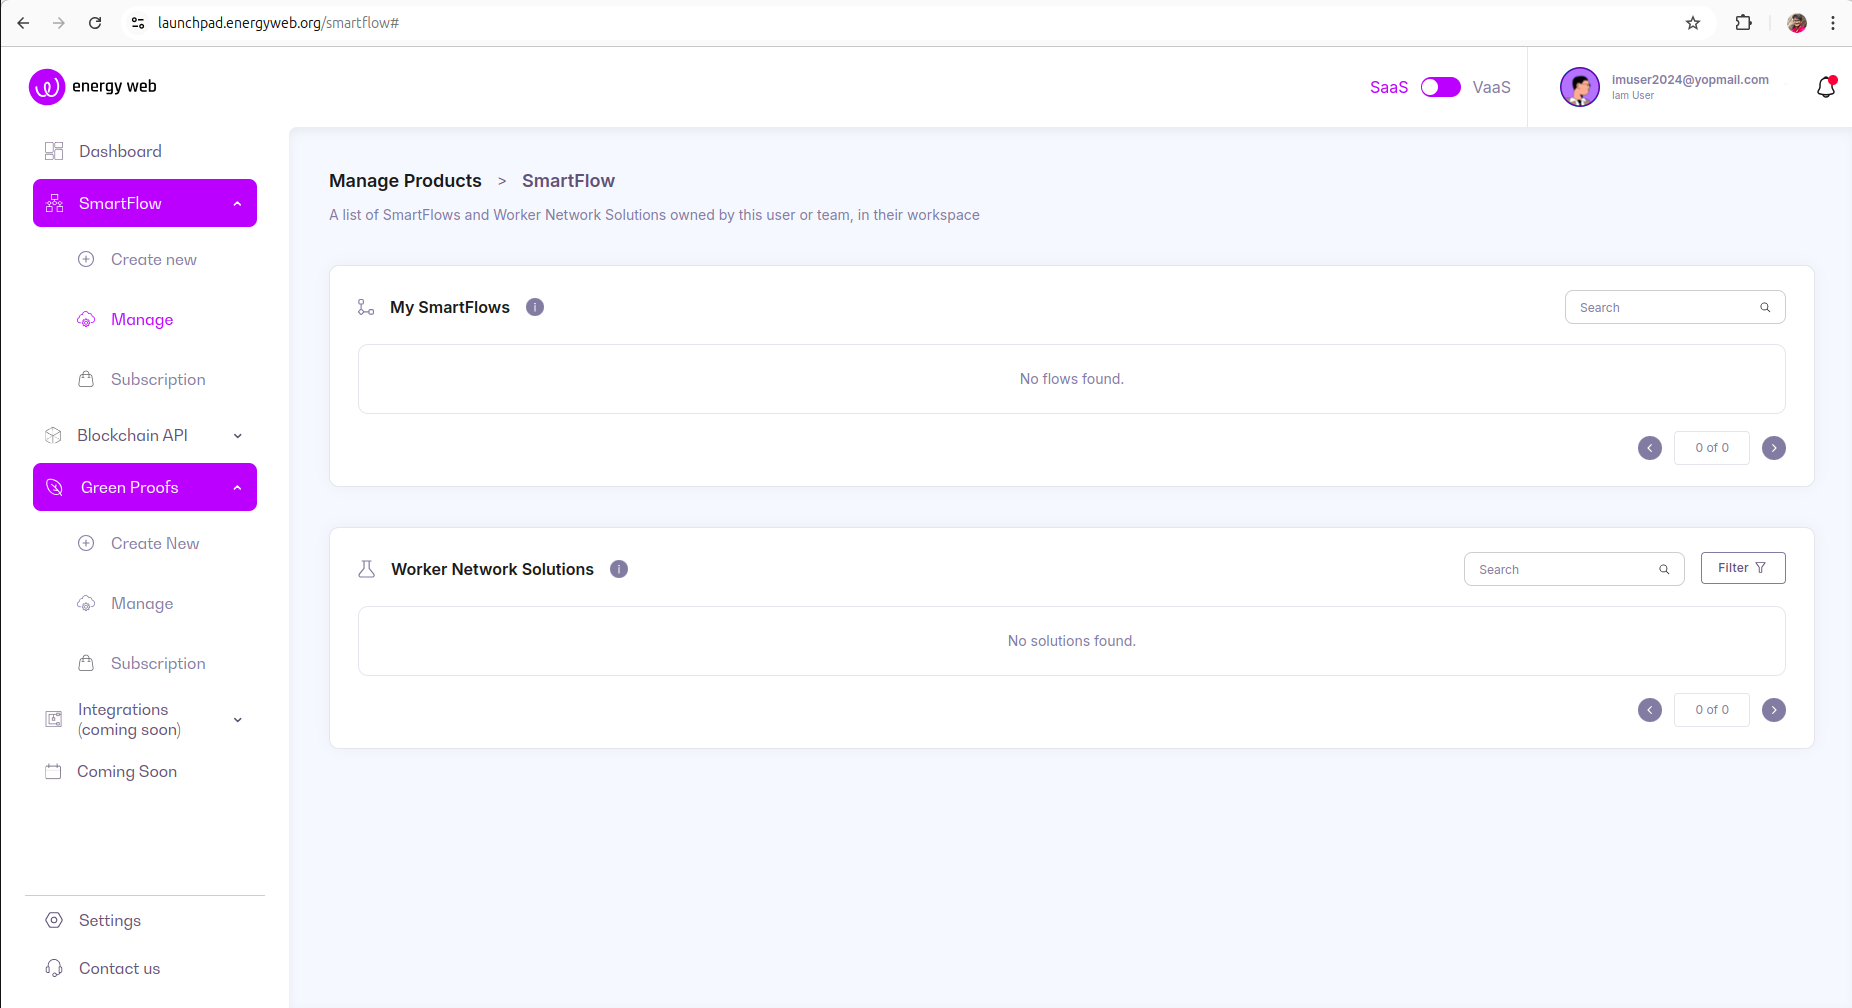 launchpad.energyweb.org/smartflow#
energy web
SaaS VaaS
imuser2024@yopmail.com
Iam User
Dashboard
SmartFlow
Create new
Manage
Subscription
Blockchain API
Green Proofs
Create New
Manage
Subscription
Integrations
(coming soon)
Coming Soon
Settings
Contact us
Manage Products > SmartFlow
A list of SmartFlows and Worker Network Solutions owned by this user or team, in their workspace
My SmartFlows i
Search
No flows found.
0 of 0
Worker Network Solutions i
Search
Filter
No solutions found.
0 of 0